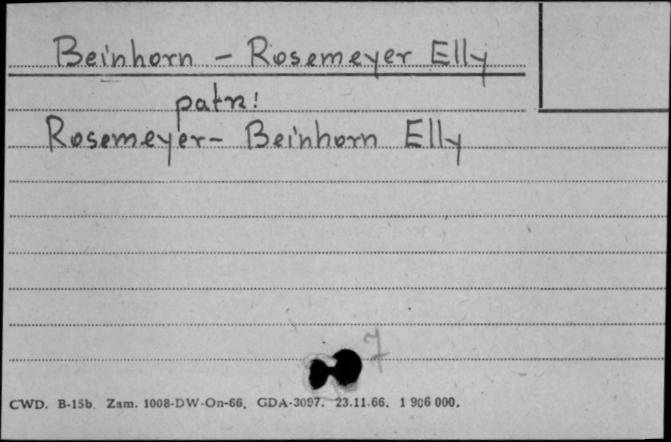 Beinhorn - Rosemeyer Elly
patrz!
Rosemeyer- Beinhorn Elly
7
CWD. B-15b. Zam. 1008-DW-On-66, GDA-3097. 23.11.66. 1 906 000.